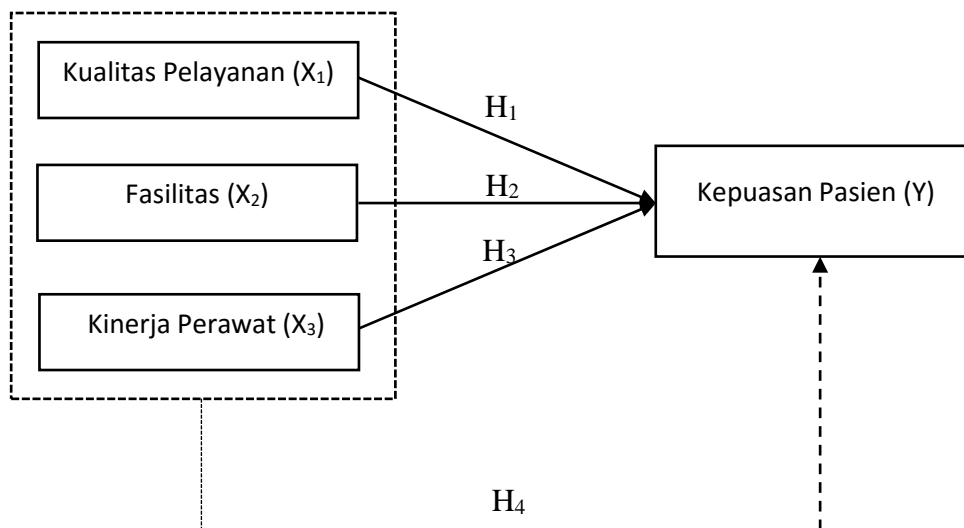 Kualitas Pelayanan (X₁)
H₁
Fasilitas (X₂)
H₂
Kepuasan Pasien (Y)
H₃
Kinerja Perawat (X₃)
H₄